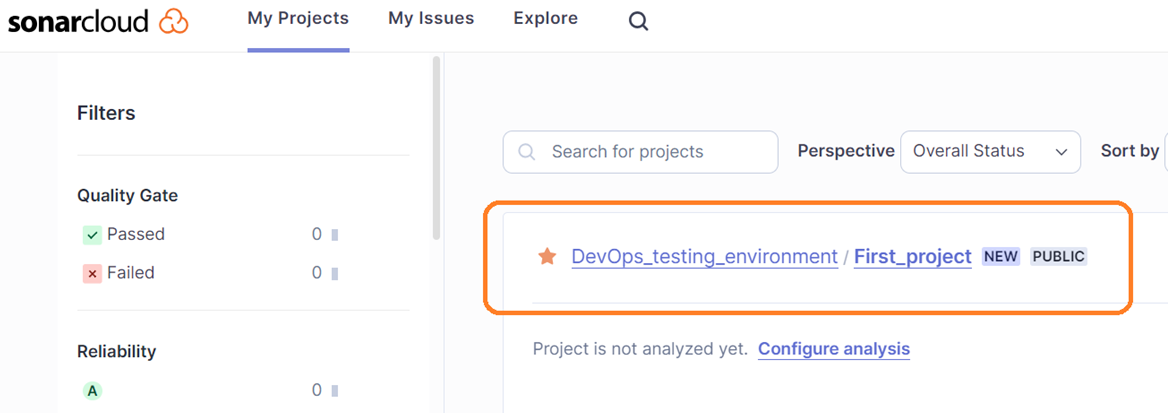 sonarcloud My Projects My Issues Explore
Filters
Quality Gate
Passed 0
Failed 0
Reliability
A 0
Search for projects Perspective Overall Status Sort by
DevOps_testing_environment / First_project NEW PUBLIC
Project is not analyzed yet. Configure analysis